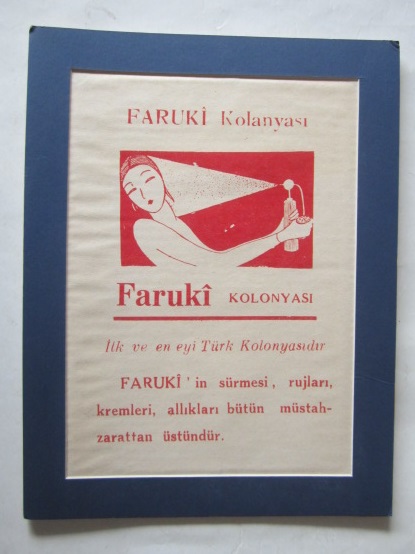 FARUKÎ Kolanyası
Farukî KOLONYASI
İlk ve en eyi Türk Kolonyasıdır
FARUKÎ ' in sürmesi, rujları,
kremleri, allıkları bütün müstah-
zarattan üstündür.